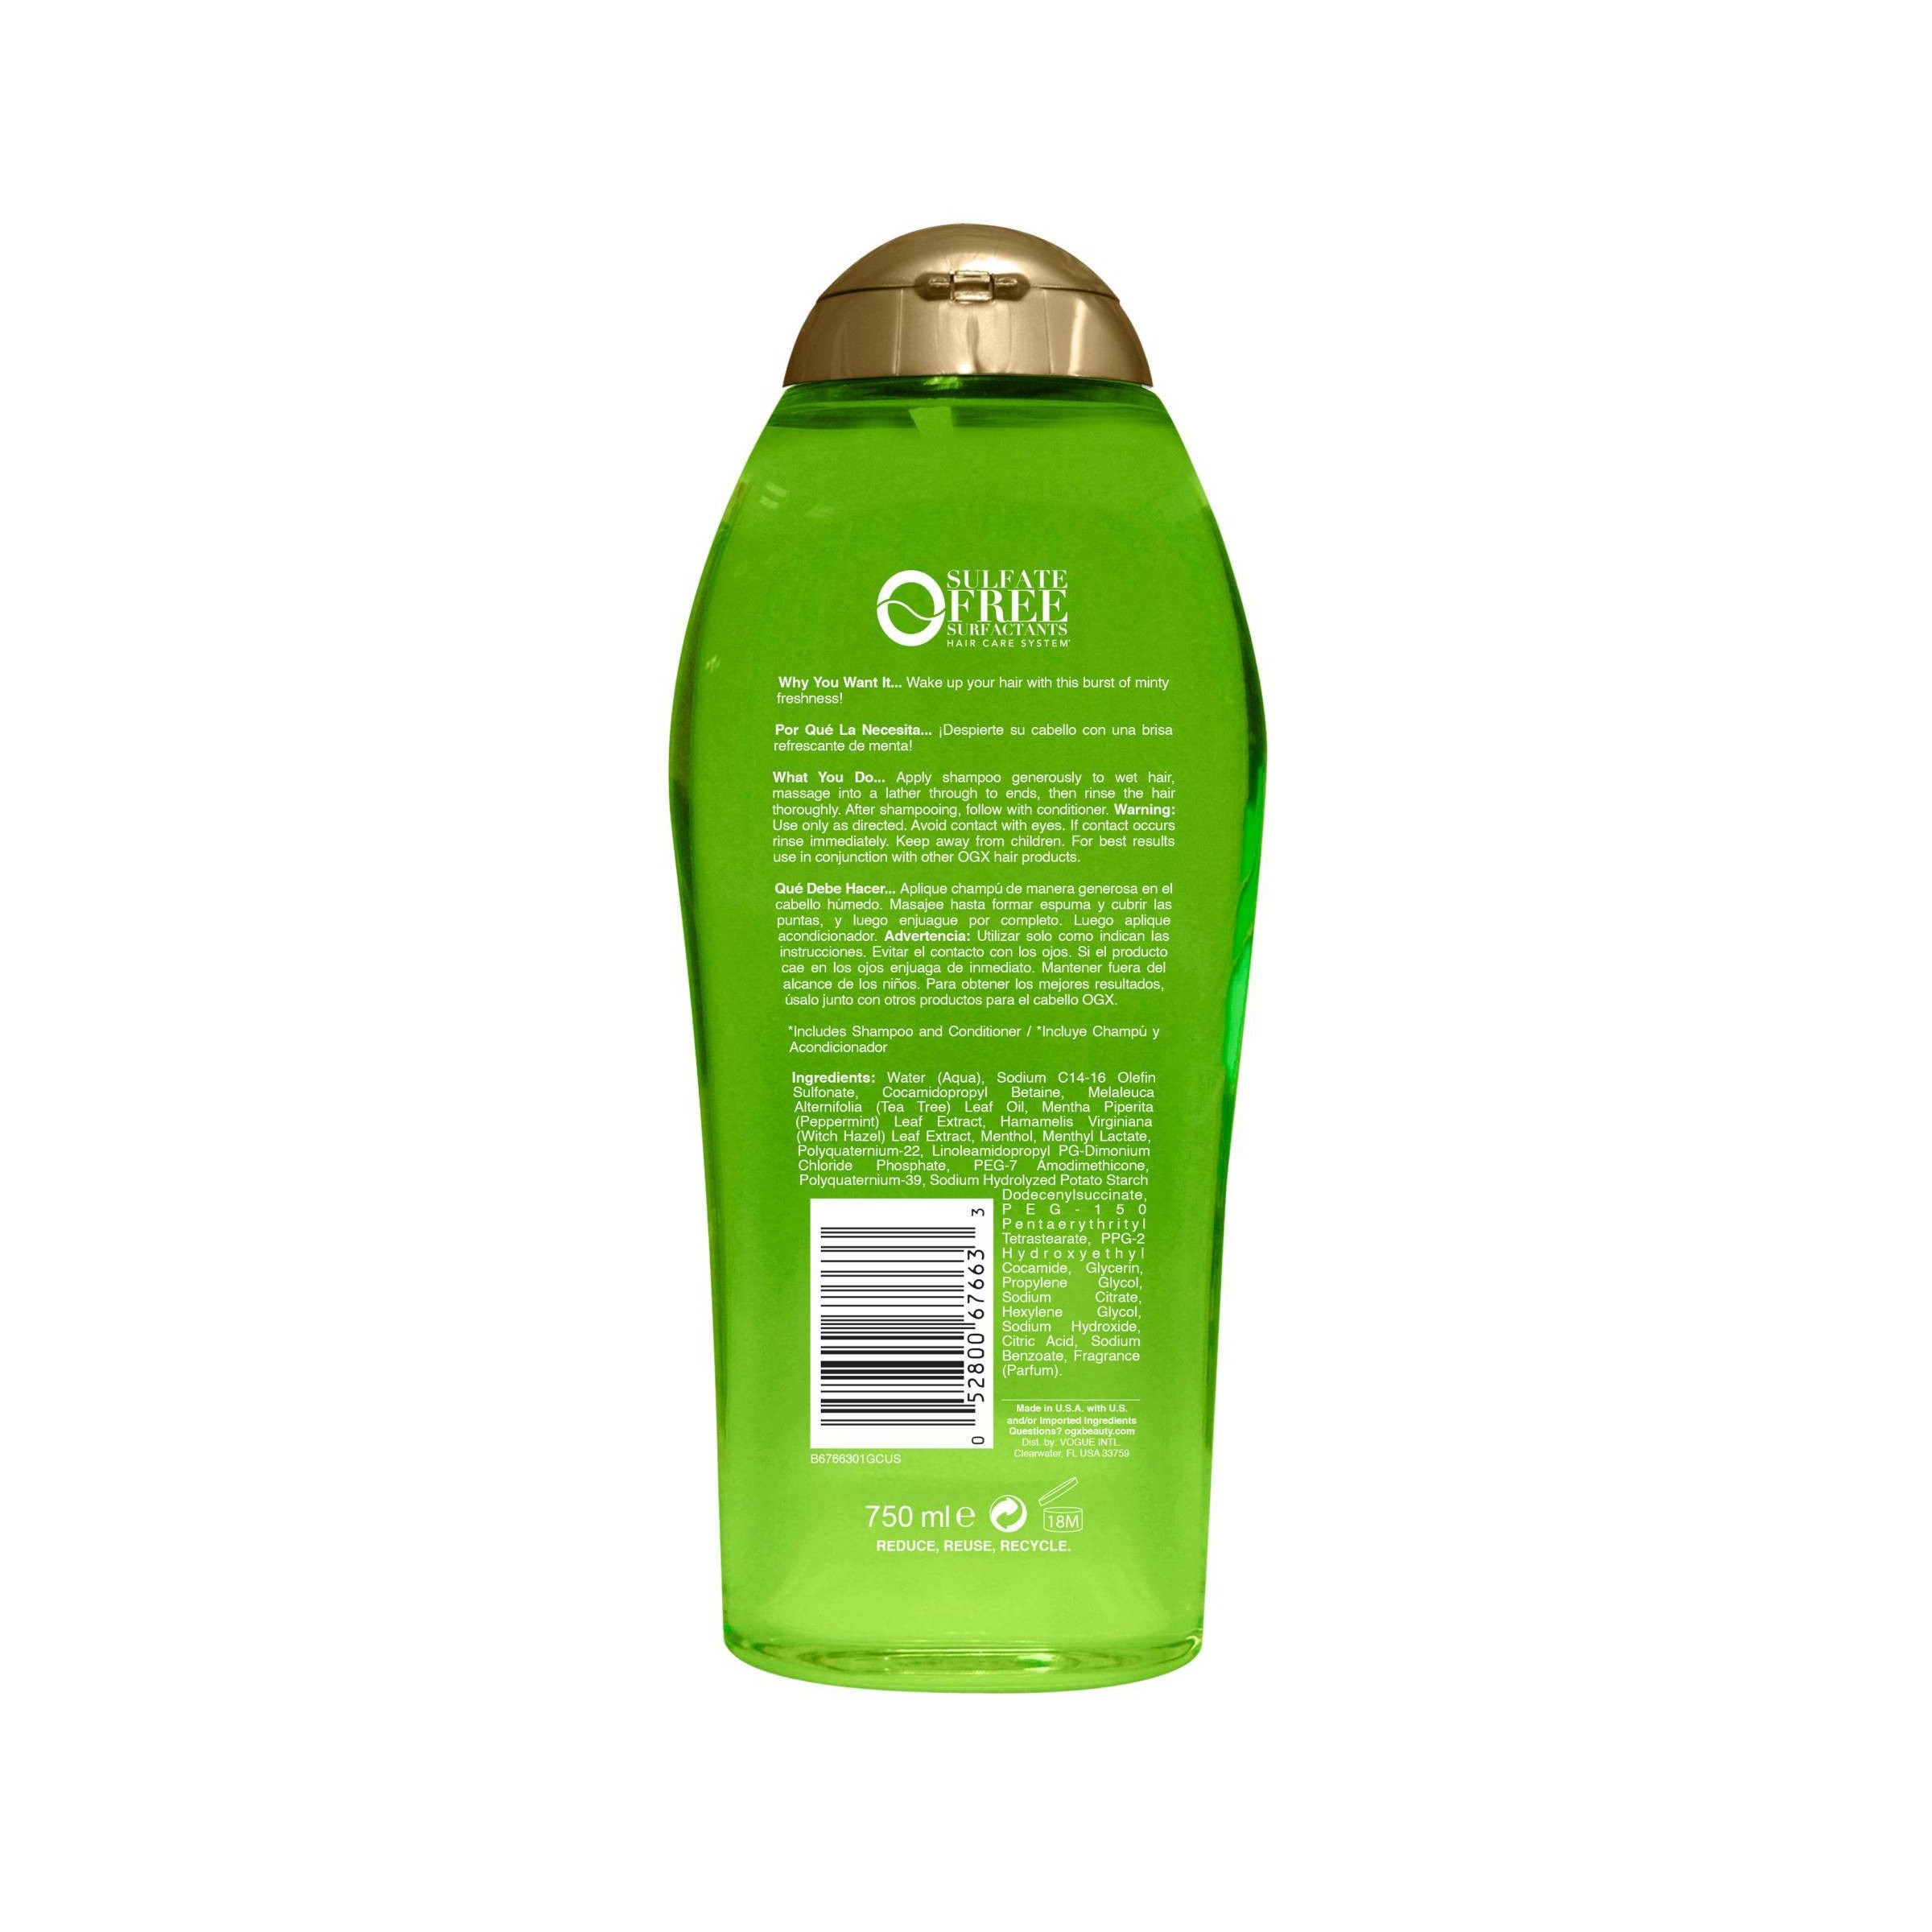 SULFATE
FREE
SURFACTANTS
HAIR CARE SYSTEM
Why You Want It... Wake up your hair with this burst of minty
freshness!
Por Qué La Necesita... ¡Despierte su cabello con una brisa
refrescante de menta!
What You Do... Apply shampoo generously to wet hair,
massage into a lather through to ends, then rinse the hair
thoroughly. After shampooing, follow with conditioner. Warning:
Use only as directed. Avoid contact with eyes. If contact occurs
rinse immediately. Keep away from children. For best results
use in conjunction with other OGX hair products.
Qué Debe Hacer... Aplique champú de manera generosa en el
cabello húmedo. Masajee hasta formar espuma y cubrir las
puntas, y luego enjuague por completo. Luego aplique
acondicionador. Advertencia: Utilizar solo como indican las
instrucciones. Evitar el contacto con los ojos. Si el producto
cae en los ojos enjuaga de inmediato. Mantener fuera del
alcance de los niños. Para obtener los mejores resultados,
úsalo junto con otros productos para el cabello OGX.
*Includes Shampoo and Conditioner / *Incluye Champú y
Acondicionador
Ingredients: Water (Aqua), Sodium C14-16 Olefin
Sulfonate, Cocamidopropyl Betaine, Melaleuca
Alternifolia (Tea Tree) Leaf Oil, Mentha Piperita
(Peppermint) Leaf Extract, Hamamelis Virginiana
(Witch Hazel) Leaf Extract, Menthol, Menthyl Lactate,
Polyquaternium-22, Linoleamidopropyl PG-Dimonium
Chloride Phosphate, PEG-7 Amodimethicone,
Polyquaternium-39, Sodium Hydrolyzed Potato Starch
Dodecenylsuccinate,
PEG-150
Pentaerythrityl
Tetrastearate, PPG-2
Hydroxyethyl
Cocamide, Glycerin,
Propylene Glycol,
Sodium Citrate,
Hexylene Glycol,
Sodium Hydroxide,
Citric Acid, Sodium
Benzoate, Fragrance
(Parfum).
0 52800 67663 3
B6766301GCUS
Made in U.S.A. with U.S.
and/or Imported Ingredients
Questions? ogxbeauty.com
Dist. by: VOGUE INTL.
Clearwater, FL USA 33759
750 ml e
18M
REDUCE, REUSE, RECYCLE.